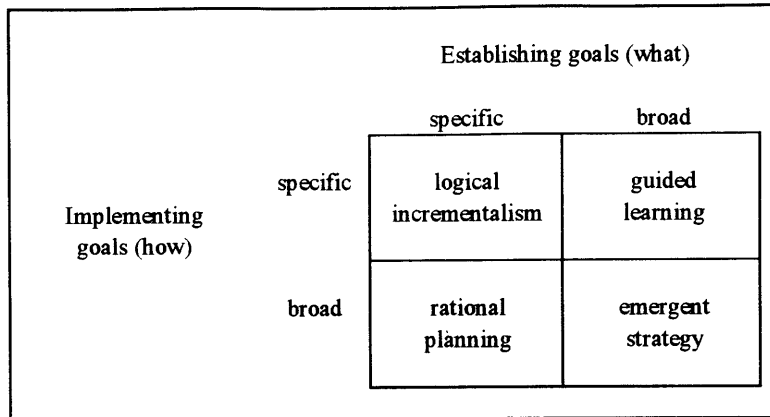 Establishing goals (what)
specific broad
specific logical incrementalism guided learning
Implementing goals (how)
broad rational planning emergent strategy